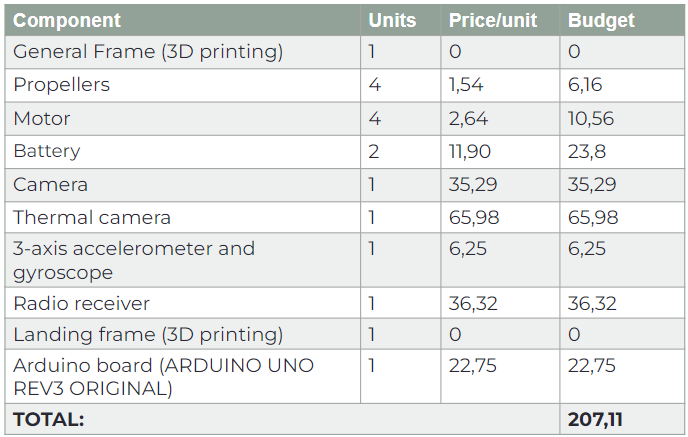 Component Units Price/unit Budget
General Frame (3D printing) 1 0 0
Propellers 4 1,54 6,16
Motor 4 2,64 10,56
Battery 2 11,90 23,8
Camera 1 35,29 35,29
Thermal camera 1 65,98 65,98
3-axis accelerometer and 1 6,25 6,25
gyroscope
Radio receiver 1 36,32 36,32
Landing frame (3D printing) 1 0 0
Arduino board (ARDUINO UNO 1 22,75 22,75
REV3 ORIGINAL)
TOTAL: 207,11